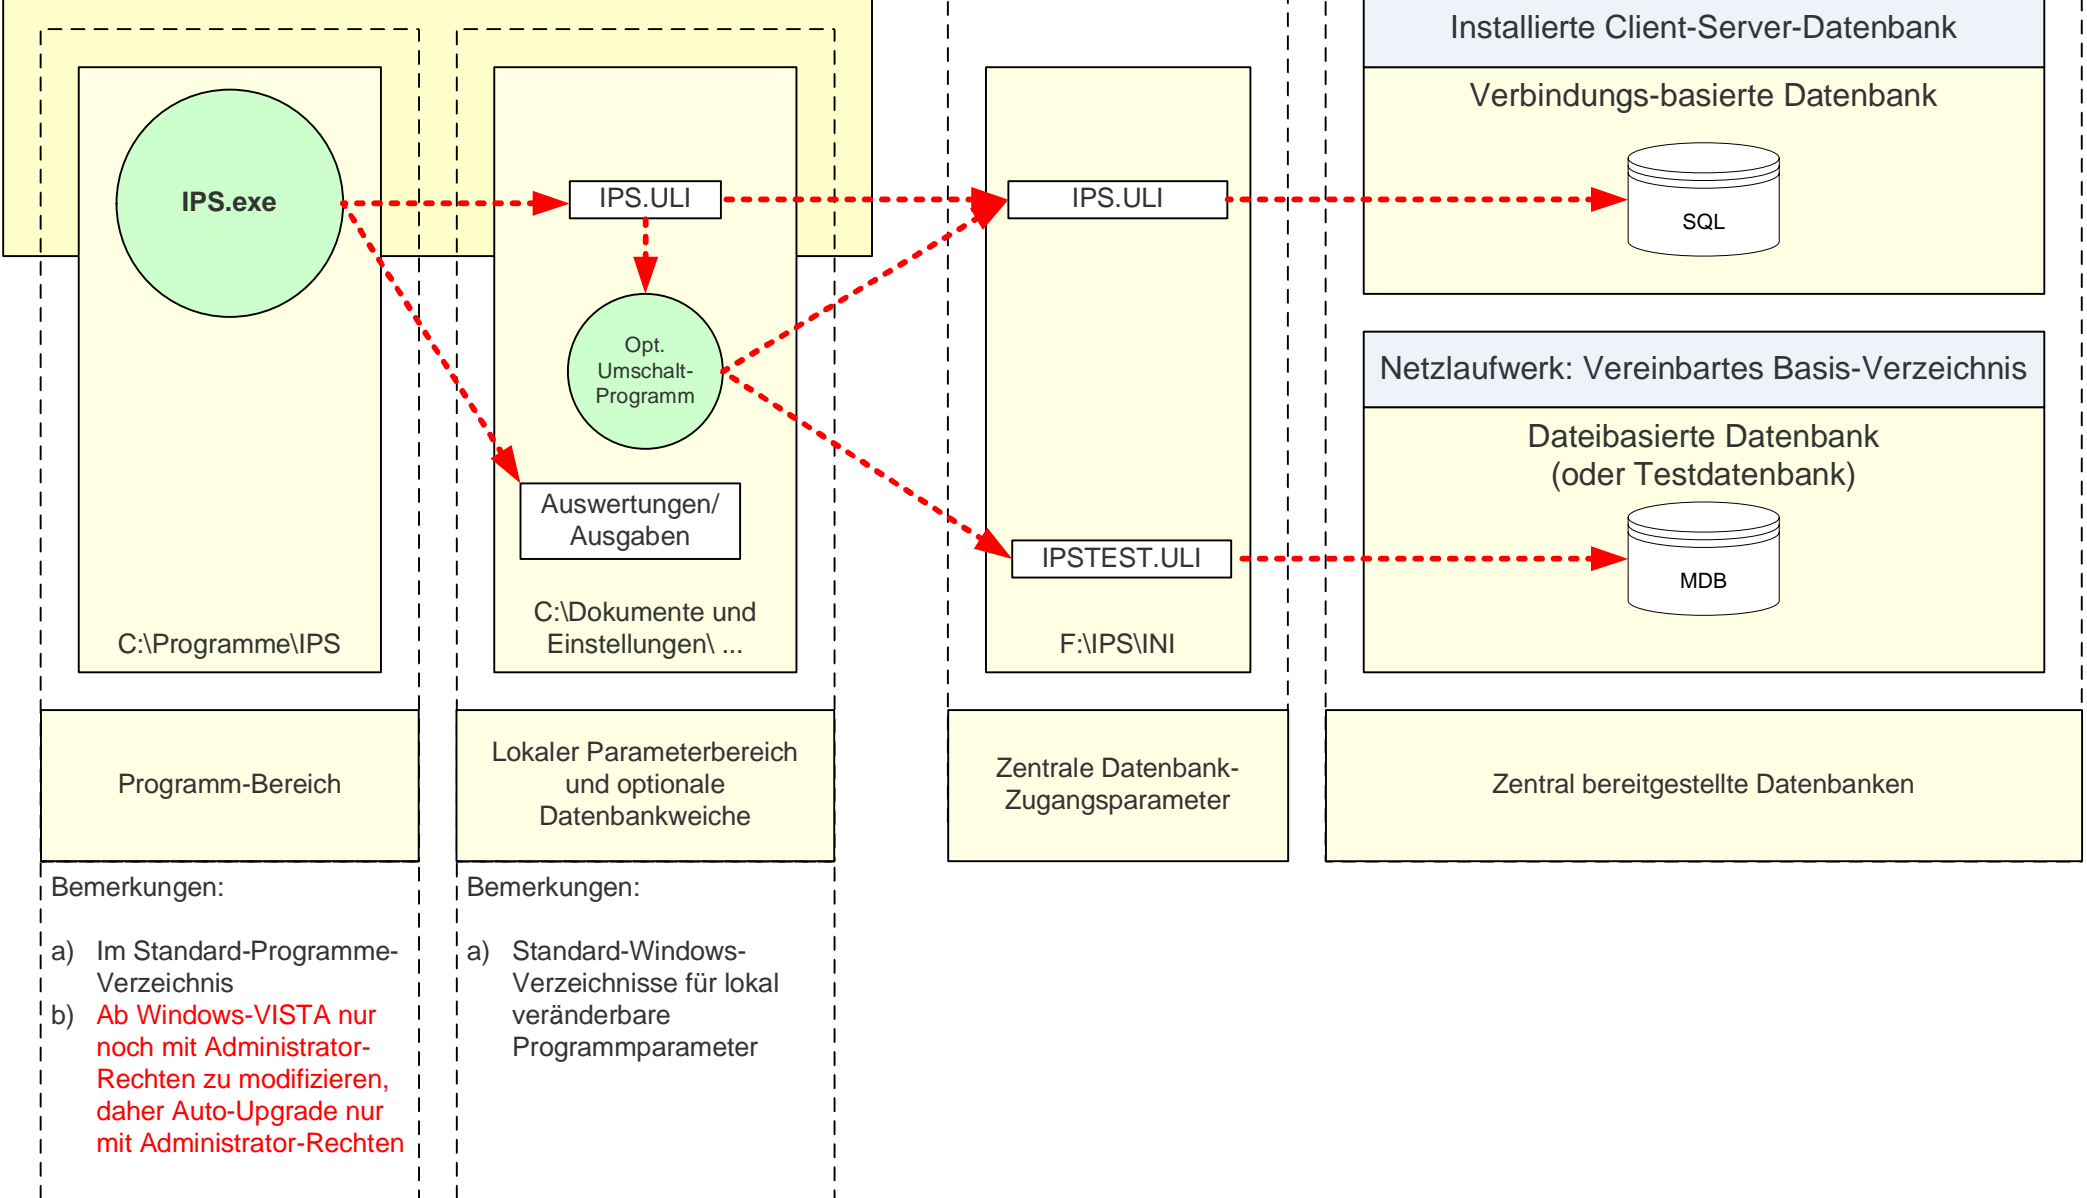 Installierte Client-Server-Datenbank
Verbindungs-basierte Datenbank
IPS.exe
IPS.ULI
IPS.ULI
SQL
Opt.
Umschalt-
Programm
Netzlaufwerk: Vereinbartes Basis-Verzeichnis
Dateibasierte Datenbank
(oder Testdatenbank)
Auswertungen/
Ausgaben
IPSTEST.ULI
MDB
C:\Programme\IPS
C:\Dokumente und
Einstellungen\ ...
F:\IPS\INI
Programm-Bereich
Lokaler Parameterbereich
und optionale
Datenbankweiche
Zentrale Datenbank-
Zugangsparameter
Zentral bereitgestellte Datenbanken
Bemerkungen:
a) Im Standard-Programme-
Verzeichnis
b) Ab Windows-VISTA nur
noch mit Administrator-
Rechten zu modifizieren,
daher Auto-Upgrade nur
mit Administrator-Rechten
Bemerkungen:
a) Standard-Windows-
Verzeichnisse für lokal
veränderbare
Programmparameter